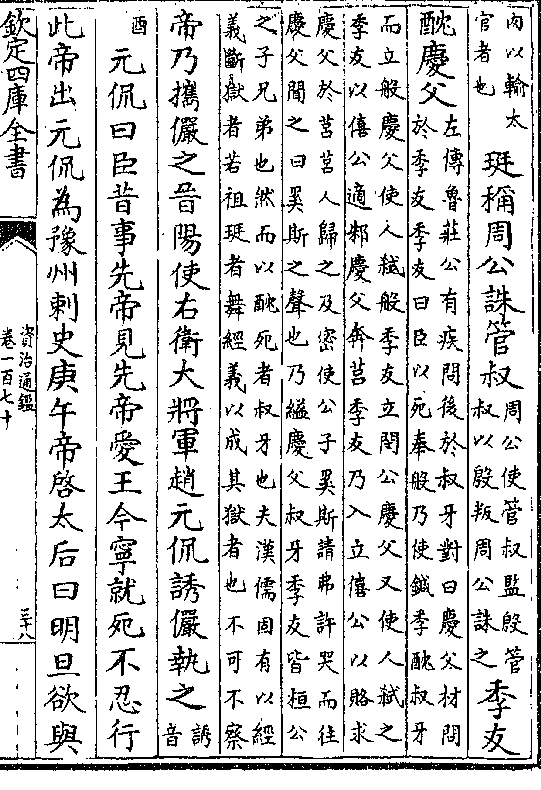 内以輸太
官者也
珽稱周公誅管叔
周公使管叔監殷管
叔以殷叛周公誅之
季友
酖慶父
左傳魯莊公有疾問後於叔牙對曰慶父材問
於季友季友曰臣以死奉般乃使鍼季酖叔牙
而立般慶父使人弑般季友立閔公慶父又使人弑之
季友以僖公適邾慶父奔莒季友乃入立僖公以賂求
慶父於莒莒人歸之及密使公子奚斯請弗許哭而往
慶父聞之曰奚斯之聲也乃縊慶父叔牙季友皆桓公
之子兄弟也然而以酖死者叔牙也夫漢儒固有以經
義斷獄者若祖珽者舞經義以成其獄者也不可不察
帝乃擕儼之晉陽使右衛大將軍趙元侃誘儼執之
誘
音
酉
元侃曰臣昔事先帝見先帝愛王今寧就死不忍行
此帝出元侃為豫州刺史庚午帝啓太后曰明旦欲與
欽定四庫全書
資治通鑑
卷一百七十
三十八